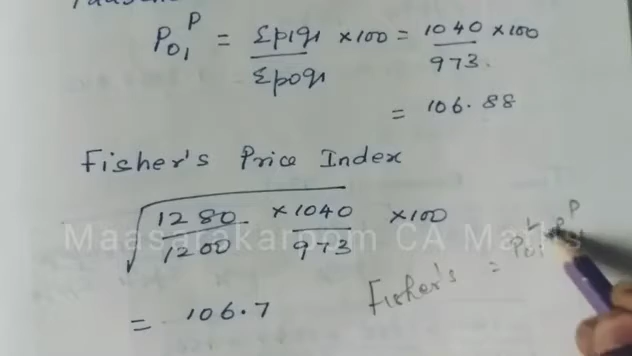 P₀₁ᴾ = Σp1q1/Σp0q1 ×100 = 1040/973. ×100
= 106.88
Fisher's Price Index
√1280/1200 ×1040/973 ×100
Maasarakaroom CA Maths
= 106.7
Fisher's =